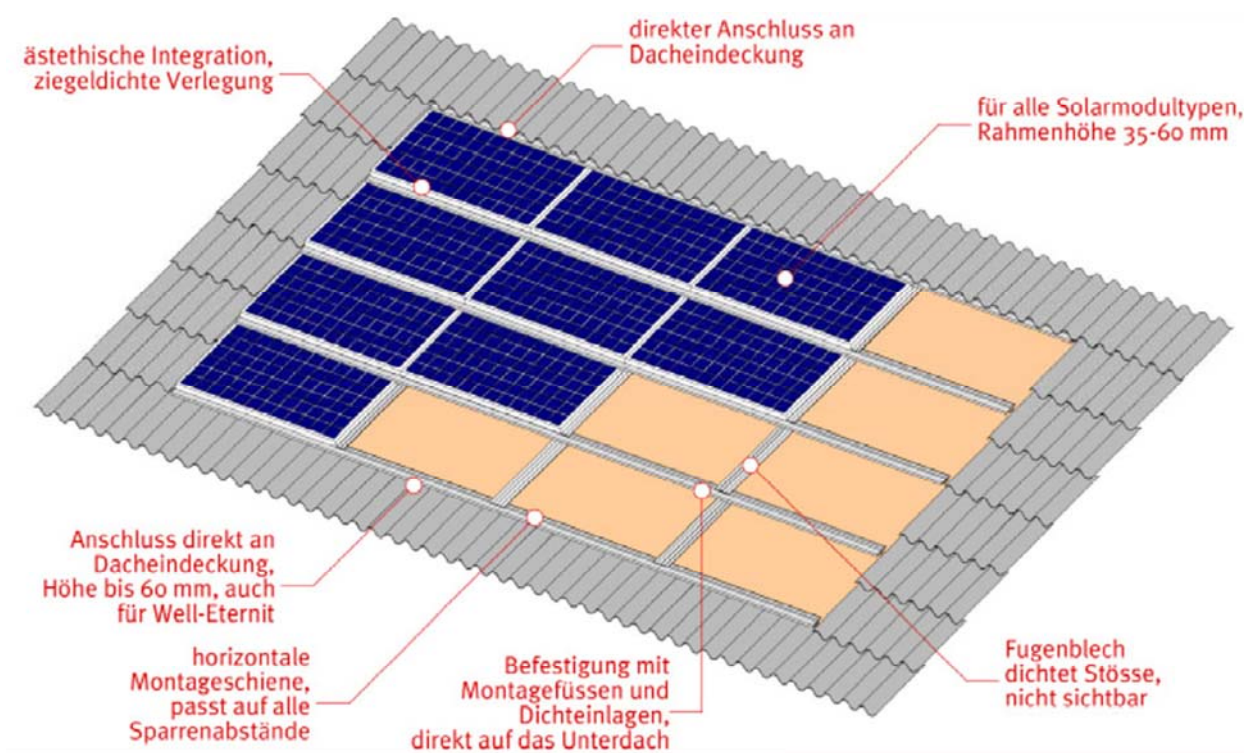 ästethische Integration,
ziegeldichte Verlegung
direkter Anschluss an
Dacheindeckung
für alle Solarmodultypen,
Rahmenhöhe 35-60 mm
Anschluss direkt an
Dacheindeckung,
Höhe bis 60 mm, auch
für Well-Eternit
horizontale
Montageschiene,
passt auf alle
Sparrenabstände
Befestigung mit
Montagefüssen und
Dichteinlagen,
direkt auf das Unterdach
Fugenblech
dichtet Stösse,
nicht sichtbar